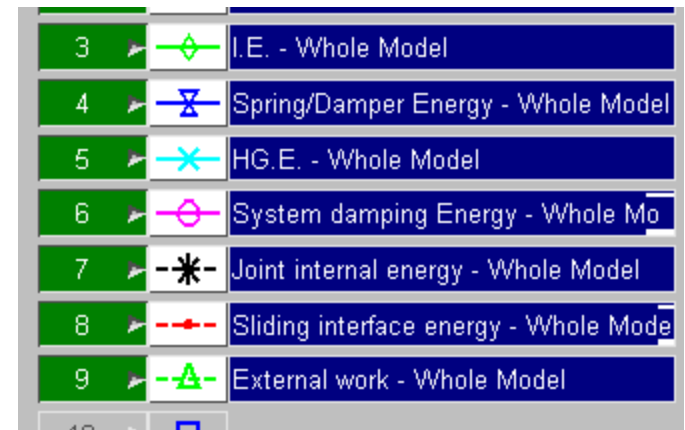 3 I.E. - Whole Model
4 Spring/Damper Energy - Whole Model
5 HG.E. - Whole Model
6 System damping Energy - Whole Mo
7 Joint internal energy - Whole Model
8 Sliding interface energy - Whole Mode
9 External work - Whole Model